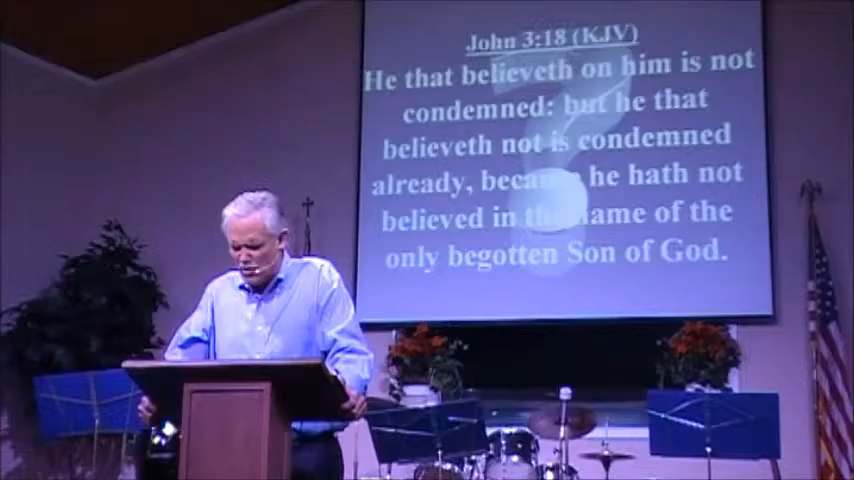 John 3:18 (KJV)
He that believeth on him is not
condemned: but he that
believeth not is condemned
already, because he hath not
believed in the name of the
only begotten Son of God.